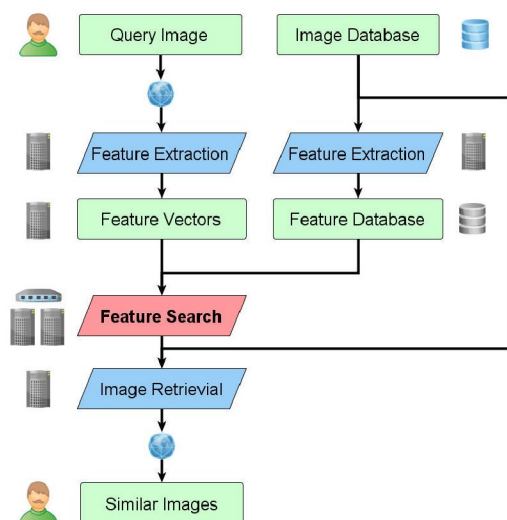 Query Image
Image Database
Feature Extraction
Feature Extraction
Feature Vectors
Feature Database
Feature Search
Image Retrievial
Similar Images